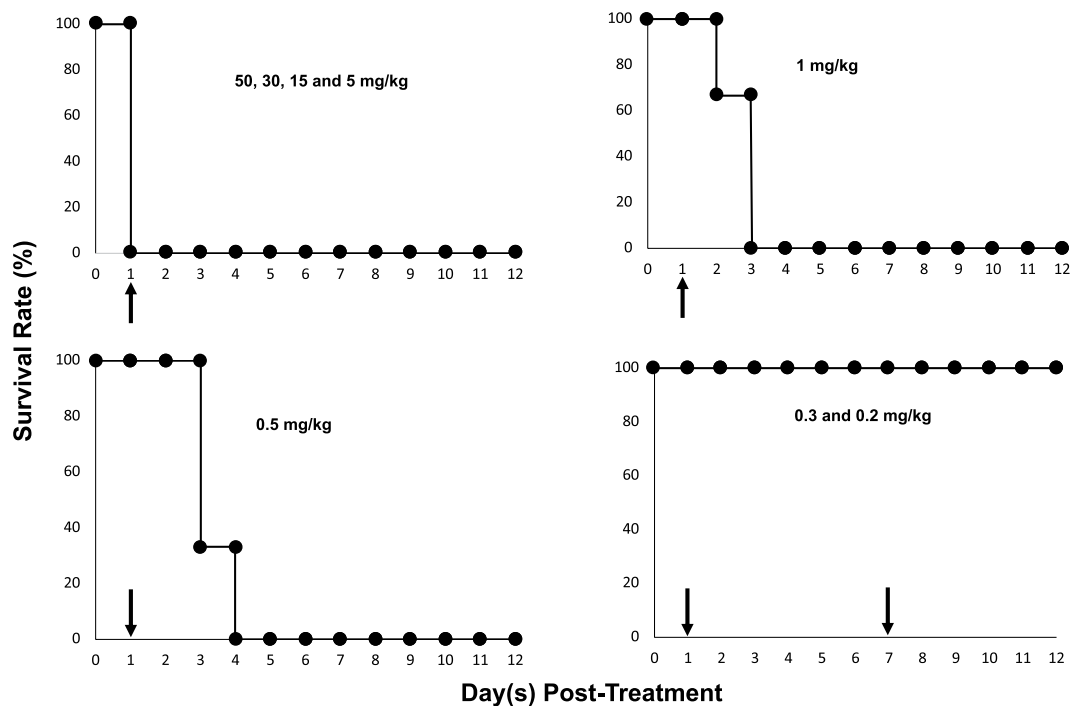 100
80
60
40
20
0
0 1 2 3 4 5 6 7 8 9 10 11 12
50, 30, 15 and 5 mg/kg
100
80
60
40
20
0
0 1 2 3 4 5 6 7 8 9 10 11 12
1 mg/kg
Survival Rate (%)
100
80
60
40
20
0
0 1 2 3 4 5 6 7 8 9 10 11 12
0.5 mg/kg
100
80
60
40
20
0
0 1 2 3 4 5 6 7 8 9 10 11 12
0.3 and 0.2 mg/kg
Day(s) Post-Treatment